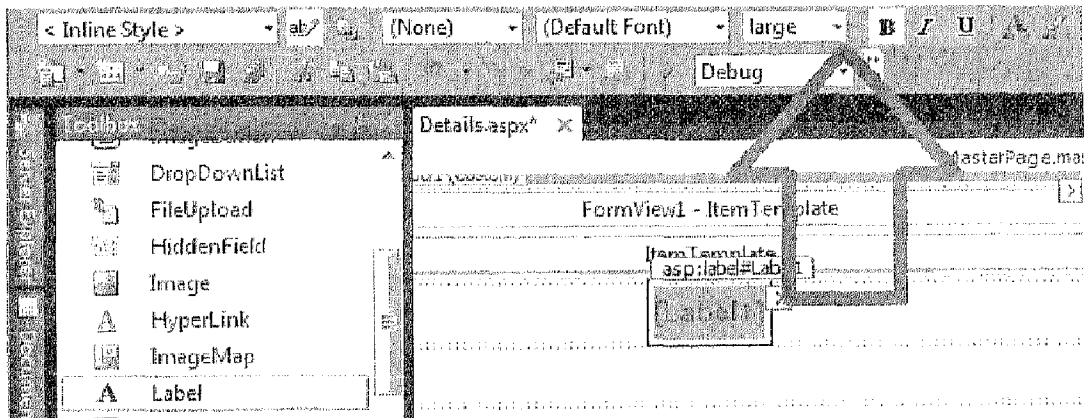 < Inline Style >
(None)
(Default Font)
large
B I U
Debug
Toolbox
Details.aspx*
MasterPage.mas
DropDownList
FileUpload
FormView1 - ItemTemplate
HiddenField
ItemTemplate
asp:label#Label1
Image
[Label1]
HyperLink
ImageMap
A Label